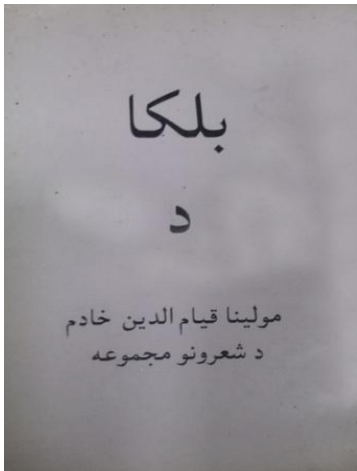 بلکا
د
مولینا قیام الدین خادم
د شعرونو مجموعه